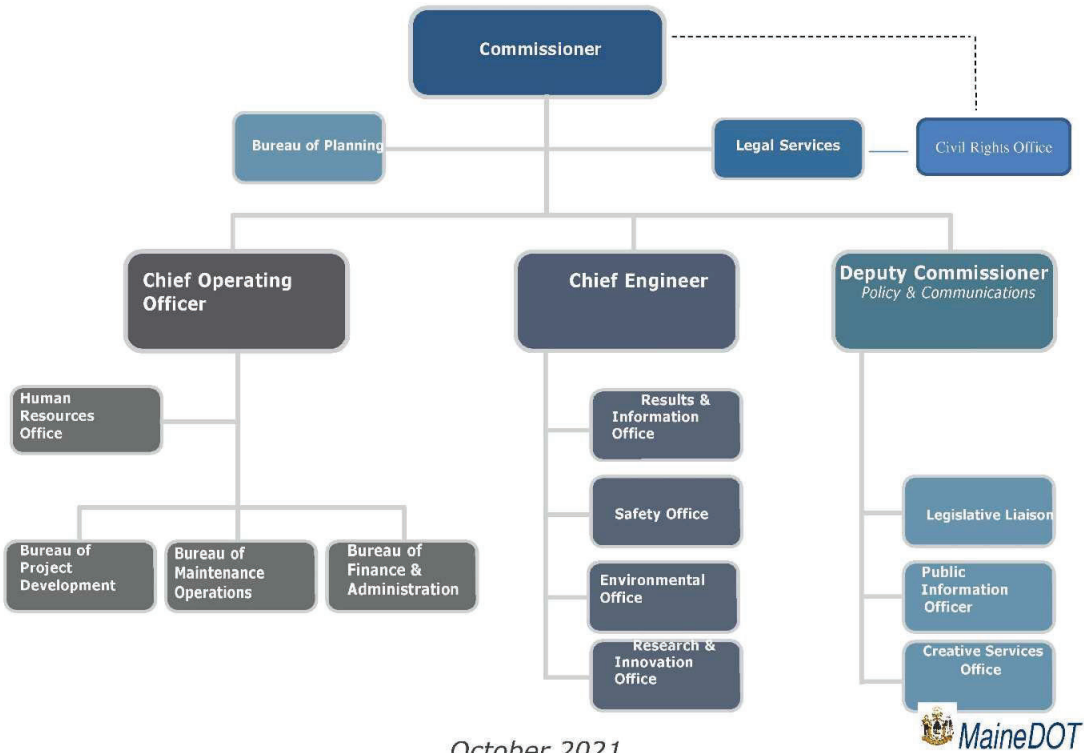 Commissioner
Bureau of Planning
Legal Services
Civil Rights Office
Chief Operating
Officer
Chief Engineer
Deputy Commissioner
Policy & Communications
Human
Resources
Office
Bureau of
Project
Development
Bureau of
Maintenance
Operations
Bureau of
Finance &
Administration
Results &
Information
Office
Safety Office
Environmental
Office
Research &
Innovation
Office
Legislative Liaison
Public
Information
Officer
Creative Services
Office
MaineDOT
October 2021